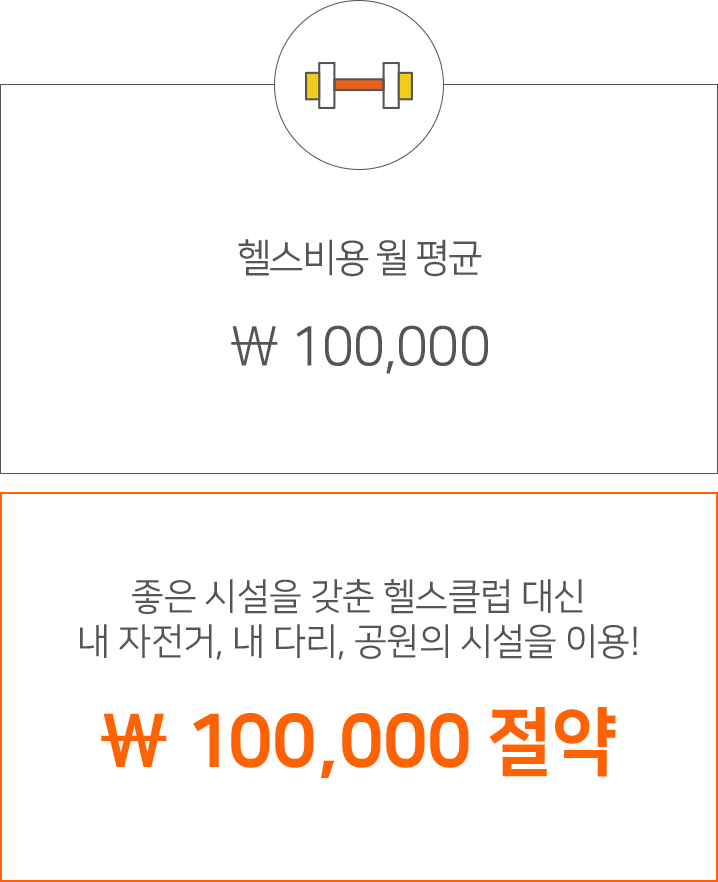 헬스비용 월 평균
₩ 100,000
좋은 시설을 갖춘 헬스클럽 대신
내 자전거, 내 다리, 공원의 시설을 이용!
₩ 100,000 절약